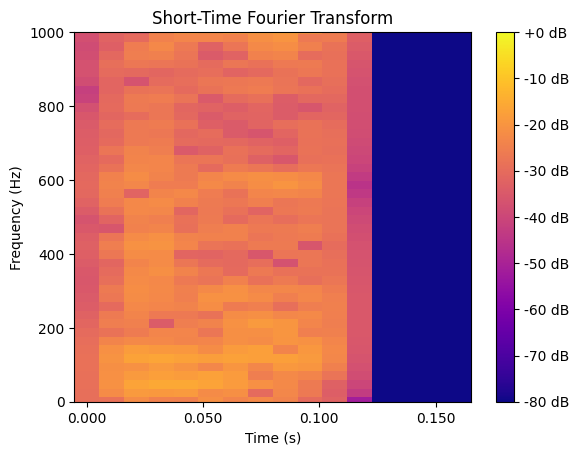 Short-Time Fourier Transform
1000
800
600
400
200
0
Frequency (Hz)
0.000
0.050
0.100
0.150
Time (s)
+0 dB
-10 dB
-20 dB
-30 dB
-40 dB
-50 dB
-60 dB
-70 dB
-80 dB